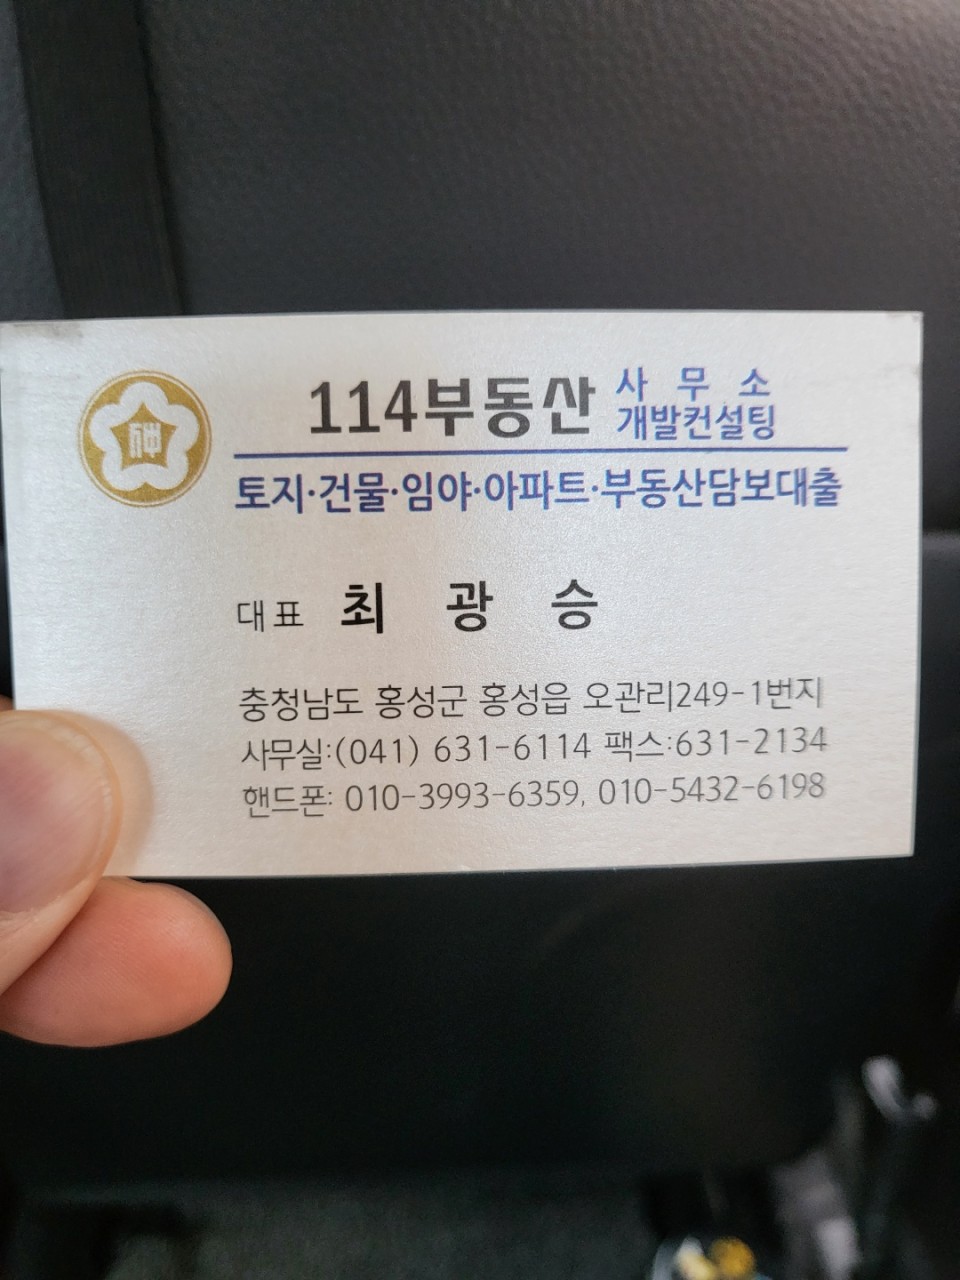 114부동산 사 무 소
개발컨설팅
토지·건물·임야·아파트·부동산담보대출
대표 최 광 승
충청남도 홍성군 홍성읍 오관리249-1번지
사무실:(041) 631-6114 팩스:631-2134
핸드폰: 010-3993-6359, 010-5432-6198